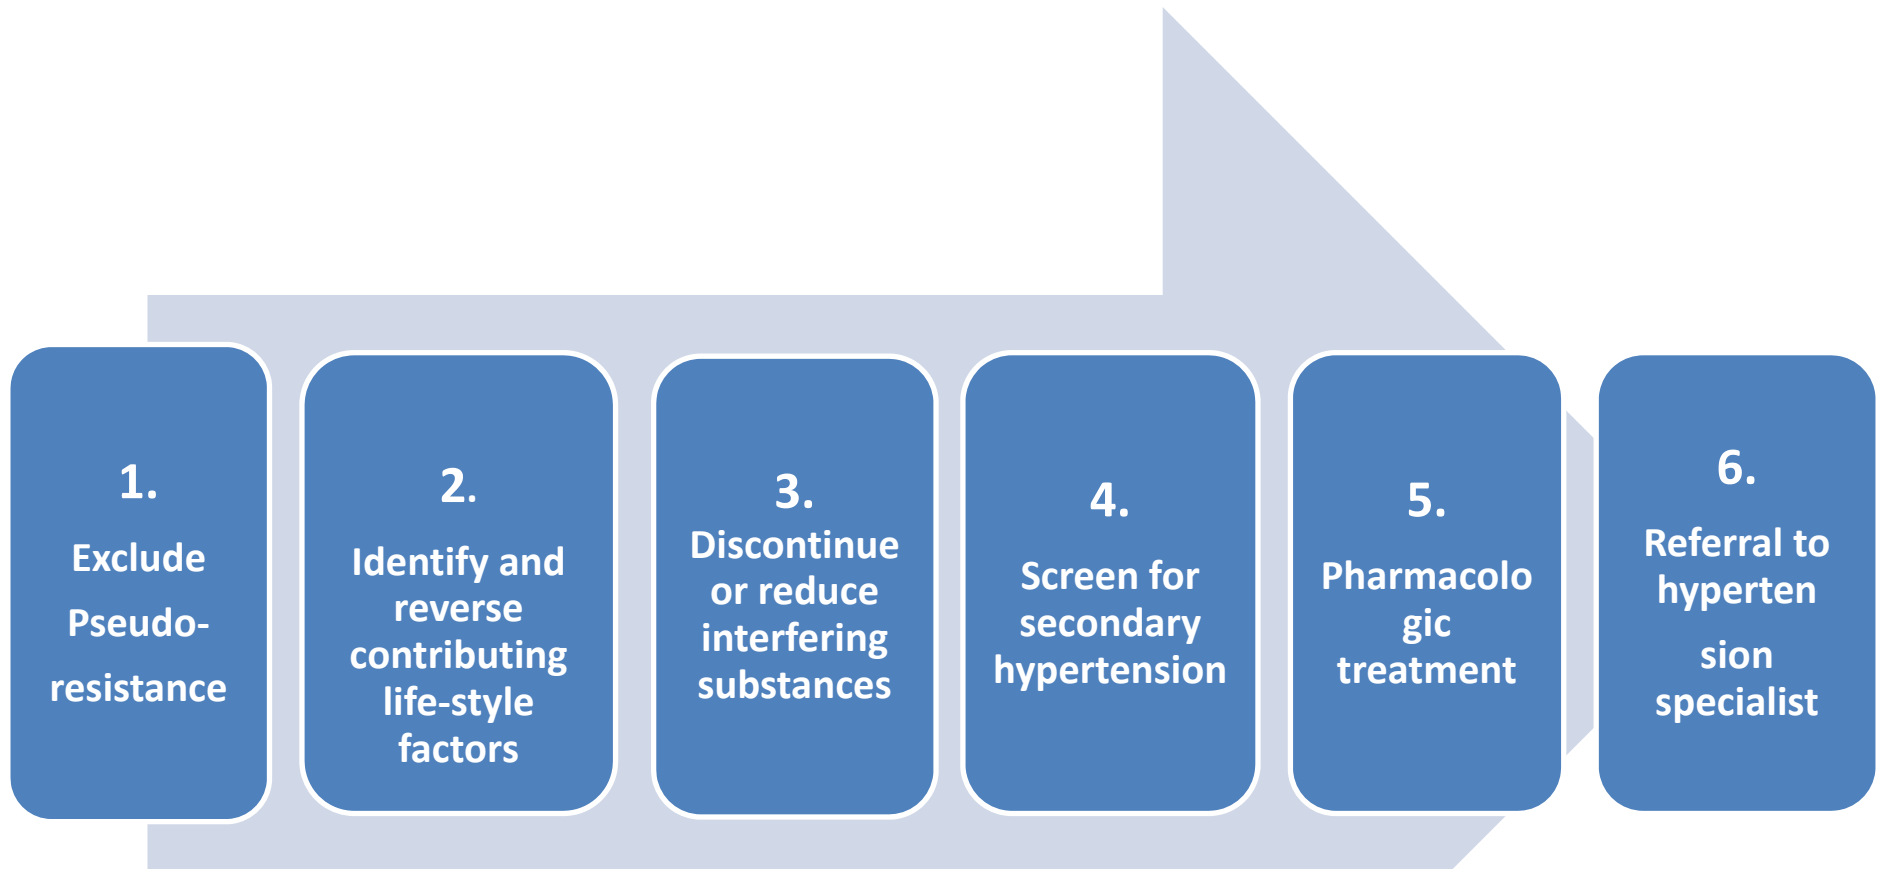 1.
Exclude
Pseudo-
resistance
2.
Identify and
reverse
contributing
life-style
factors
3.
Discontinue
or reduce
interfering
substances
4.
Screen for
secondary
hypertension
5.
Pharmacolo
gic
treatment
6.
Referral to
hyperten
sion
specialist